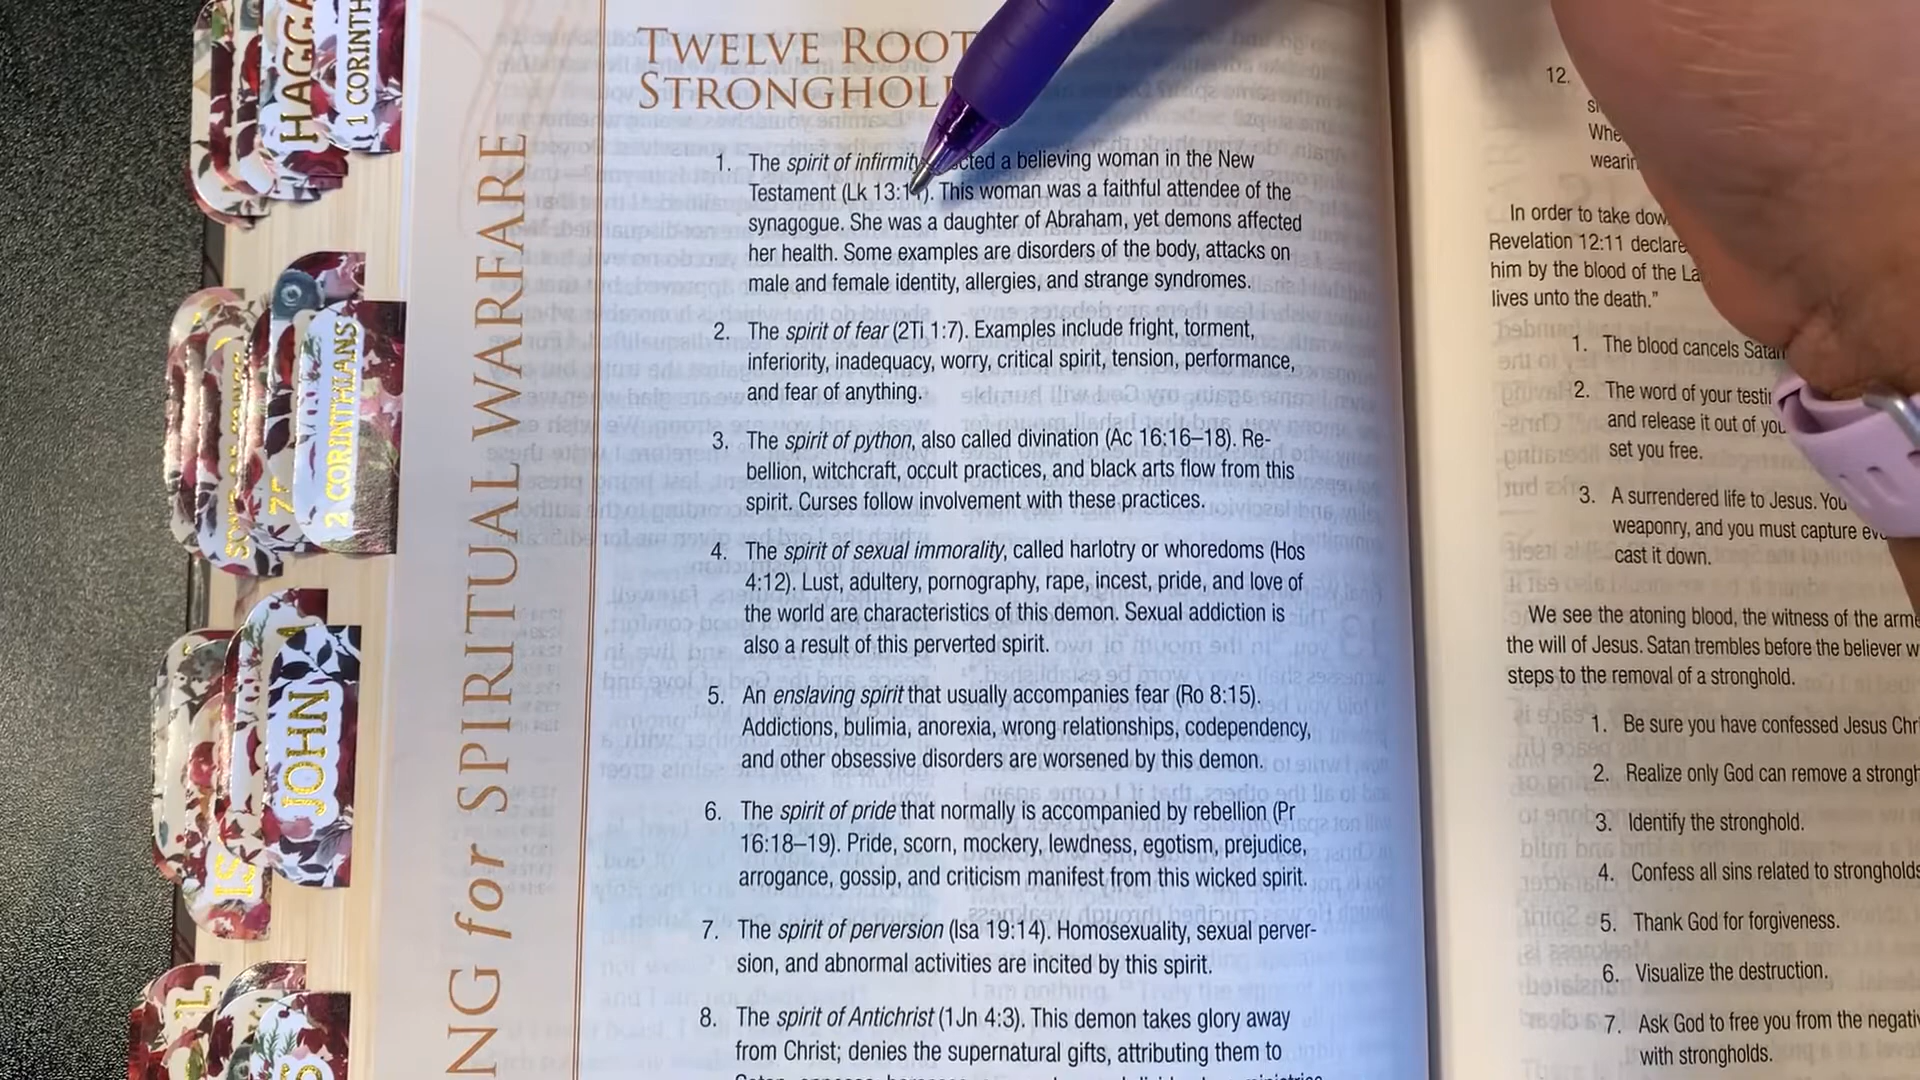 HAGGA
1 CORINTH
2 CORINTHIANS
JOHN
NG for SPIRITUAL WARFARE
TWELVE ROOT
STRONGHOL
1. The spirit of infirmity a believing woman in the New
Testament (Lk 13: This woman was a faithful attendee of the
synagogue. She was a daughter of Abraham, yet demons affected
her health. Some examples are disorders of the body, attacks on
male and female identity, allergies, and strange syndromes.
2. The spirit of fear (2Ti 1:7). Examples include fright, torment,
inferiority, inadequacy, worry, critical spirit, tension, performance,
and fear of anything.
3. The spirit of python, also called divination (Ac 16:16–18). Re-
bellion, witchcraft, occult practices, and black arts flow from this
spirit. Curses follow involvement with these practices.
4. The spirit of sexual immorality, called harlotry or whoredoms (Hos
4:12). Lust, adultery, pornography, rape, incest, pride, and love of
the world are characteristics of this demon. Sexual addiction is
also a result of this perverted spirit.
5. An enslaving spirit that usually accompanies fear (Ro 8:15).
Addictions, bulimia, anorexia, wrong relationships, codependency,
and other obsessive disorders are worsened by this demon.
6. The spirit of pride that normally is accompanied by rebellion (Pr
16:18–19). Pride, scorn, mockery, lewdness, egotism, prejudice,
arrogance, gossip, and criticism manifest from this wicked spirit.
7. The spirit of perversion (Isa 19:14). Homosexuality, sexual perver-
sion, and abnormal activities are incited by this spirit.
8. The spirit of Antichrist (1Jn 4:3). This demon takes glory away
from Christ; denies the supernatural gifts, attributing them to
12.
Whe
wearin
In order to take dow
Revelation 12:11 declare
him by the blood of the La
lives unto the death.”
1. The blood cancels Satan
2. The word of your testi
and release it out of you
set you free.
3. A surrendered life to Jesus. You
weaponry, and you must capture eve
cast it down.
We see the atoning blood, the witness of the arme
the will of Jesus. Satan trembles before the believer w
steps to the removal of a stronghold.
1. Be sure you have confessed Jesus Chr
2. Realize only God can remove a strongh
3. Identify the stronghold.
4. Confess all sins related to strongholds
5. Thank God for forgiveness.
6. Visualize the destruction.
7. Ask God to free you from the negati
with strongholds.